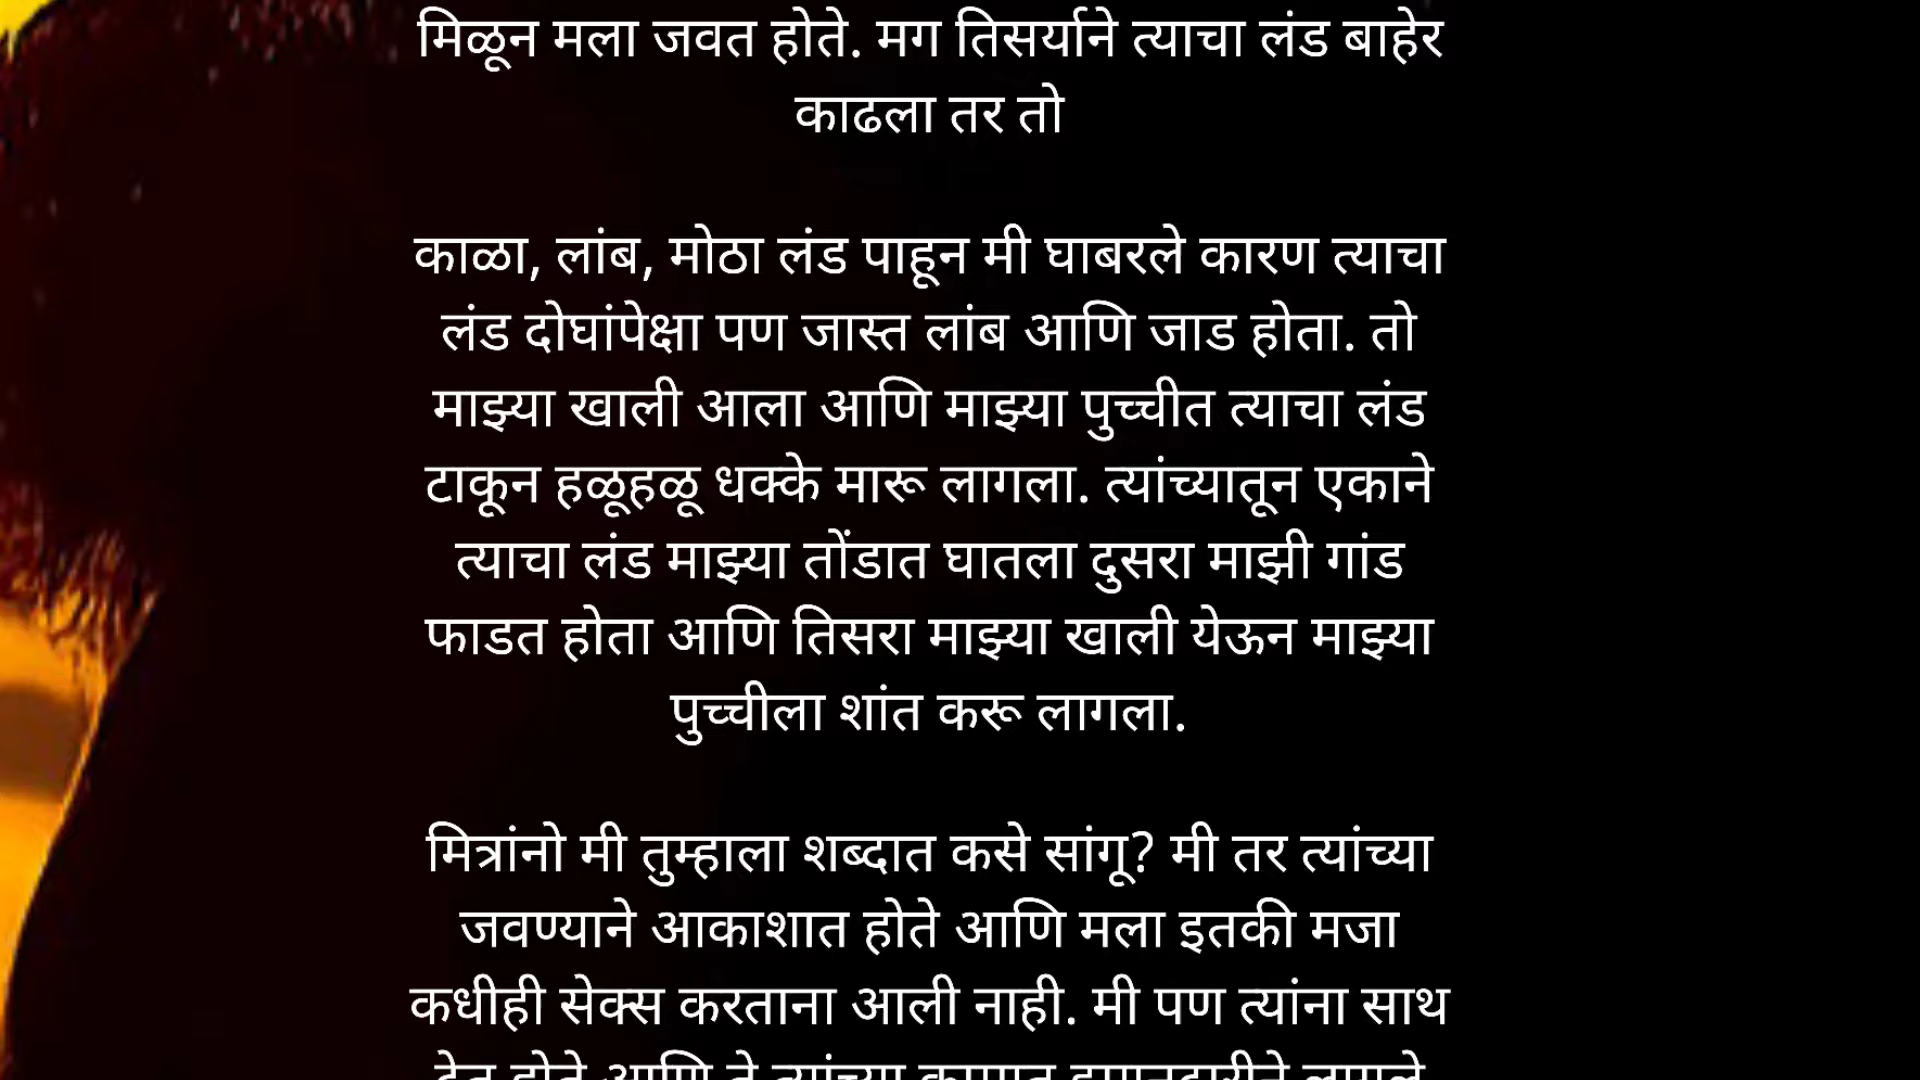 मिळून मला जवत होते. मग तिसर्याने त्याचा लंड बाहेर
काढला तर तो
काळा, लांब, मोठा लंड पाहून मी घाबरले कारण त्याचा
लंड दोघांपेक्षा पण जास्त लांब आणि जाड होता. तो
माझ्या खाली आला आणि माझ्या पुच्चीत त्याचा लंड
टाकून हळूहळू धक्के मारू लागला. त्यांच्यातून एकाने
त्याचा लंड माझ्या तोंडात घातला दुसरा माझी गांड
फाडत होता आणि तिसरा माझ्या खाली येऊन माझ्या
पुच्चीला शांत करू लागला.
मित्रांनो मी तुम्हाला शब्दात कसे सांगू? मी तर त्यांच्या
जवण्याने आकाशात होते आणि मला इतकी मजा
कधीही सेक्स करताना आली नाही. मी पण त्यांना साथ